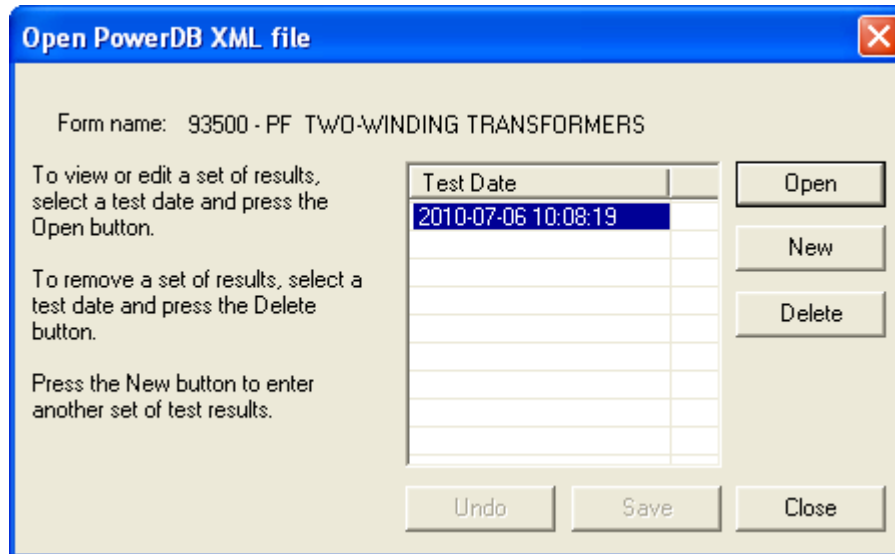 Open PowerDB XML file
Form name: 93500 - PF TWO-WINDING TRANSFORMERS
To view or edit a set of results,
select a test date and press the
Open button.
To remove a set of results, select a
test date and press the Delete
button.
Press the New button to enter
another set of test results.
Test Date
2010-07-06 10:08:19
Open
New
Delete
Undo
Save
Close